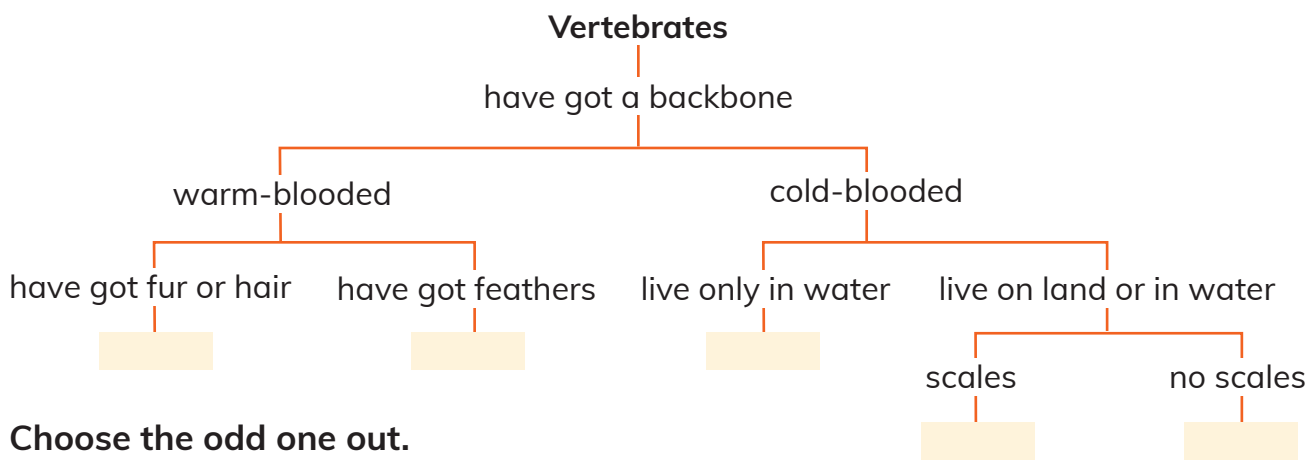 Vertebrates
have got a backbone
warm-blooded
cold-blooded
have got fur or hair
have got feathers
live only in water
live on land or in water
scales
no scales
Choose the odd one out.